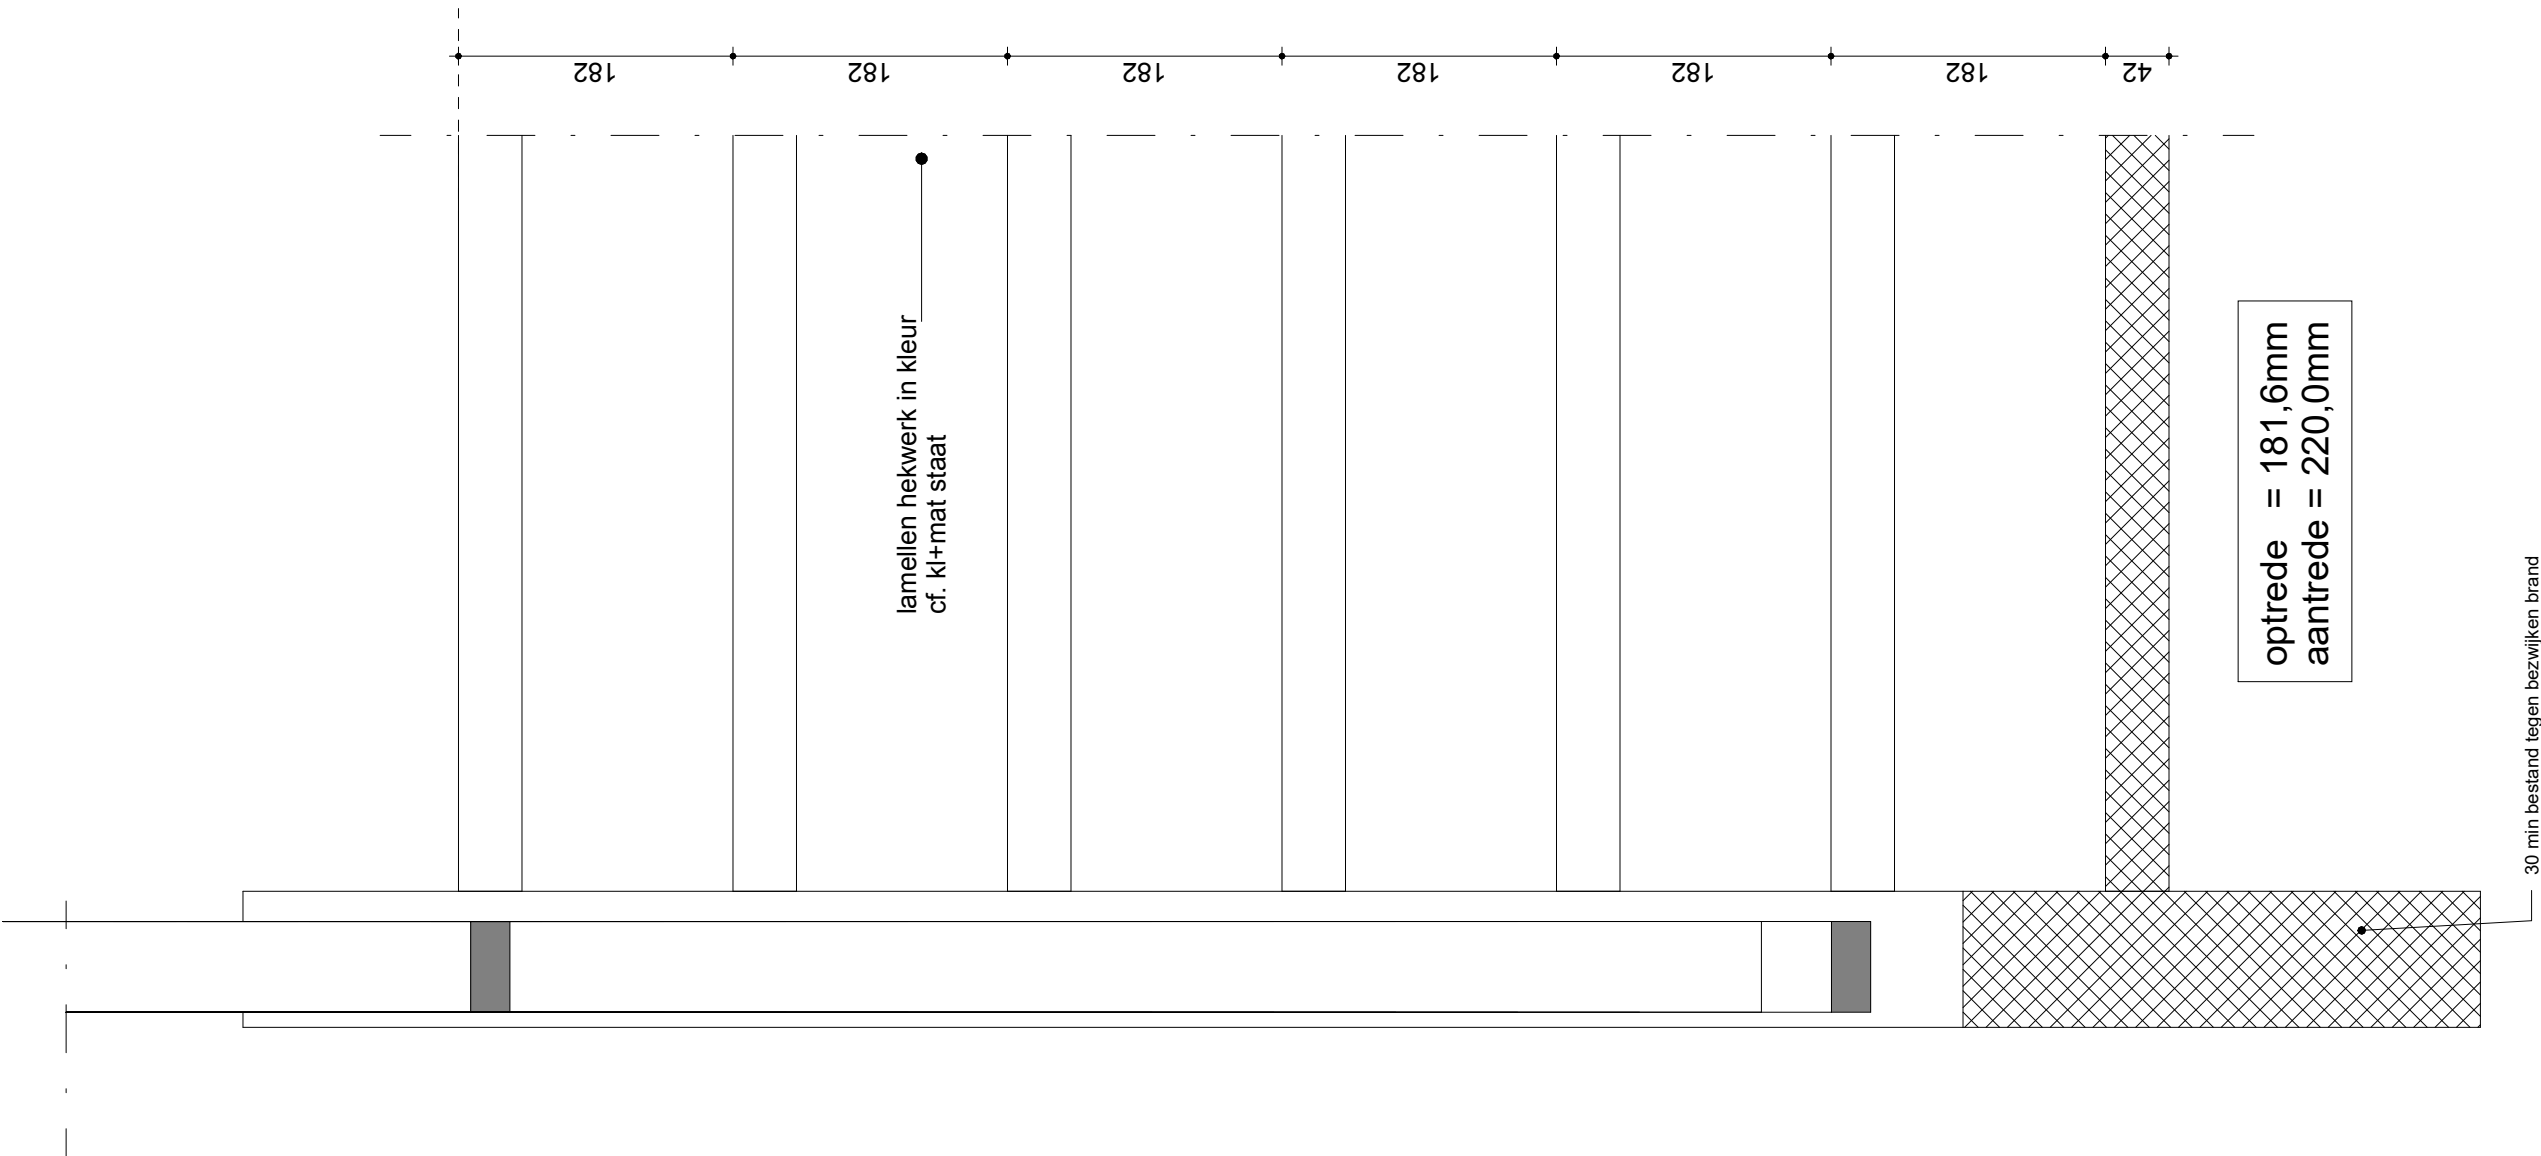 182
182
182
182
182
182
42
lamellen hekwerk in kleur
cf. kl+mat staat
optrede = 181,6mm
aantrede = 220,0mm
30 min bestand tegen bezwijken brand